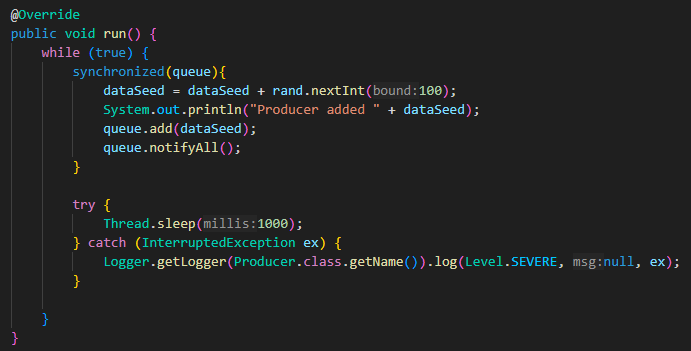 @Override
public void run() {
    while (true) {
        synchronized(queue){
            dataSeed = dataSeed + rand.nextInt(bound:100);
            System.out.println("Producer added " + dataSeed);
            queue.add(dataSeed);
            queue.notifyAll();
        }

        try {
            Thread.sleep(millis:1000);
        } catch (InterruptedException ex) {
            Logger.getLogger(Producer.class.getName()).log(Level.SEVERE, msg:null, ex);
        }

    }
}